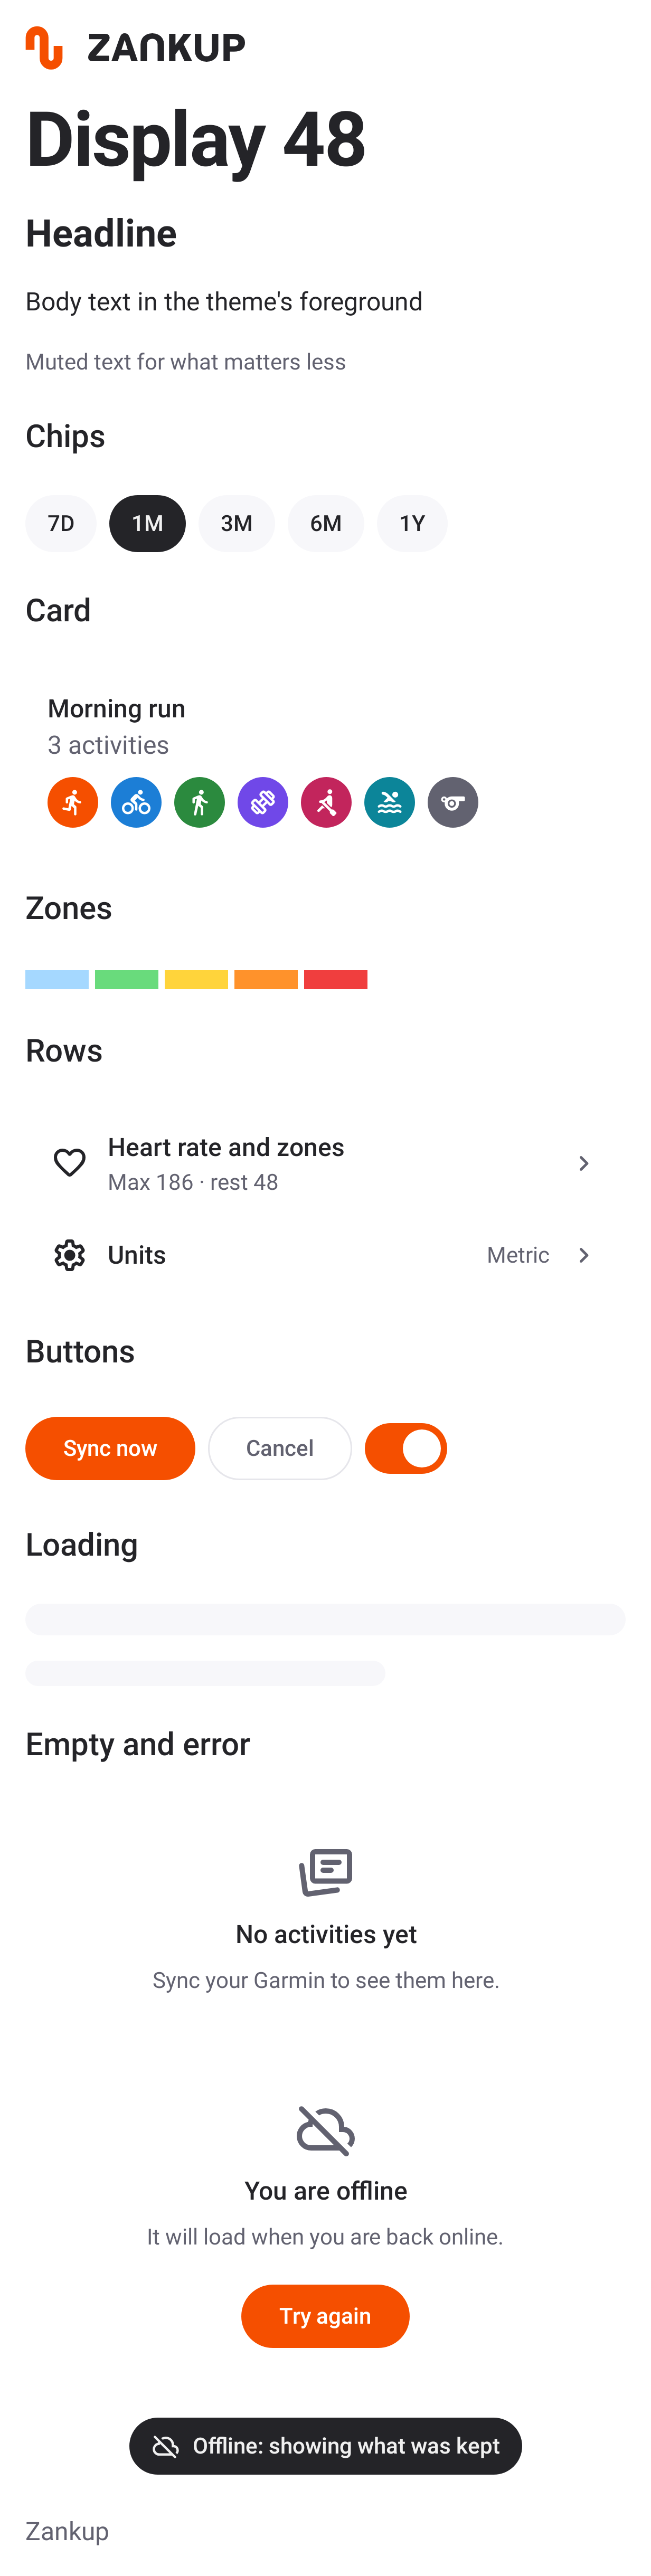 ZANKUP
Display 48
Headline
Body text in the theme's foreground
Muted text for what matters less
Chips
7D 1M 3M 6M 1Y
Card
Morning run
3 activities
Zones
Rows
Heart rate and zones
Max 186 · rest 48
Units Metric
Buttons
Sync now Cancel
Loading
Empty and error
No activities yet
Sync your Garmin to see them here.
You are offline
It will load when you are back online.
Try again
Offline: showing what was kept
Zankup